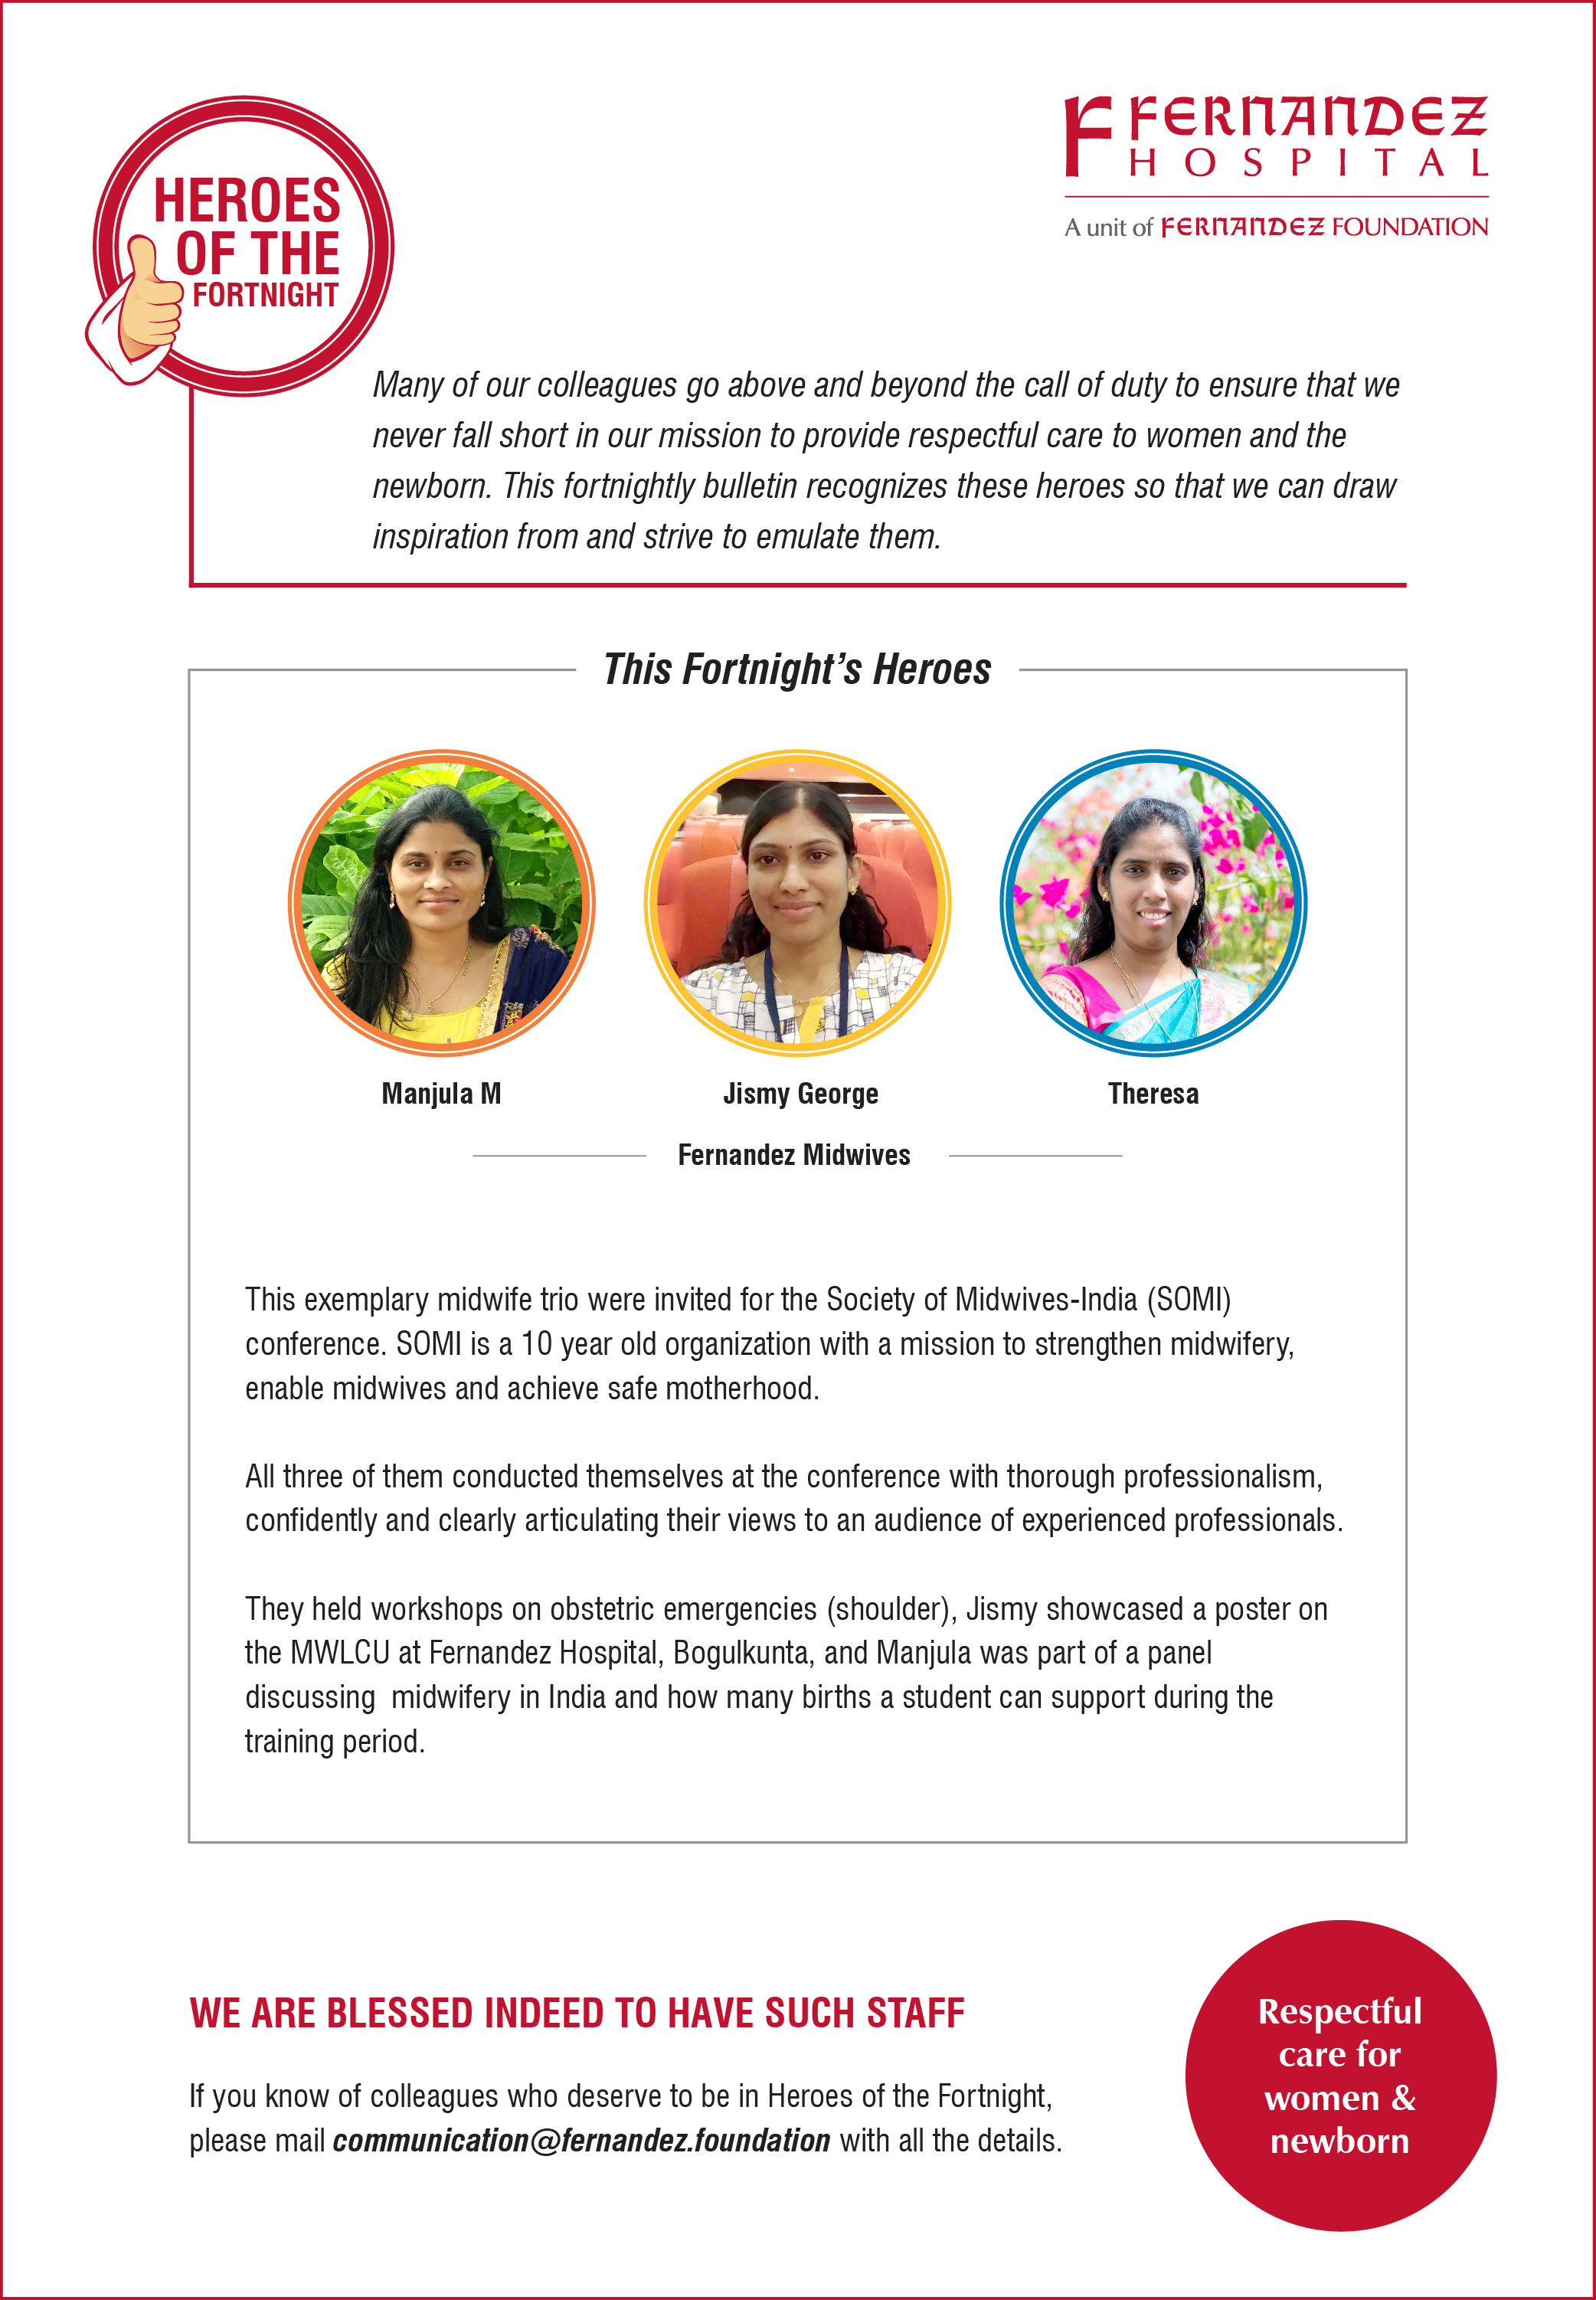 HEROES
OF THE
FORTNIGHT
FERNANDEZ
HOSPITAL
A unit of FERNANDEZ FOUNDATION
Many of our colleagues go above and beyond the call of duty to ensure that we
never fall short in our mission to provide respectful care to women and the
newborn. This fortnightly bulletin recognizes these heroes so that we can draw
inspiration from and strive to emulate them.
This Fortnight’s Heroes
Manjula M
Jismy George
Theresa
Fernandez Midwives
This exemplary midwife trio were invited for the Society of Midwives-India (SOMI)
conference. SOMI is a 10 year old organization with a mission to strengthen midwifery,
enable midwives and achieve safe motherhood.
All three of them conducted themselves at the conference with thorough professionalism,
confidently and clearly articulating their views to an audience of experienced professionals.
They held workshops on obstetric emergencies (shoulder), Jismy showcased a poster on
the MWLCU at Fernandez Hospital, Bogulkunta, and Manjula was part of a panel
discussing  midwifery in India and how many births a student can support during the
training period.
WE ARE BLESSED INDEED TO HAVE SUCH STAFF
If you know of colleagues who deserve to be in Heroes of the Fortnight,
please mail communication@fernandez.foundation with all the details.
Respectful
care for
women &
newborn